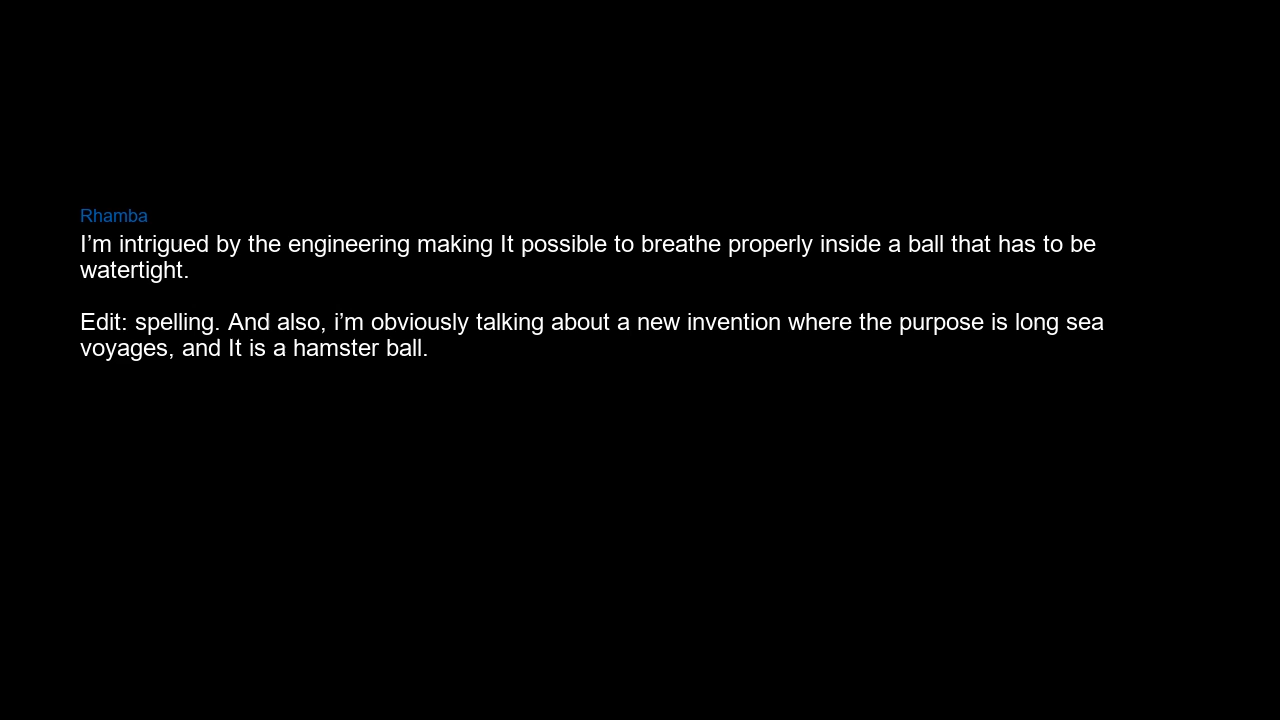 Rhamba
I’m intrigued by the engineering making It possible to breathe properly inside a ball that has to be
watertight.
Edit: spelling. And also, i’m obviously talking about a new invention where the purpose is long sea
voyages, and It is a hamster ball.